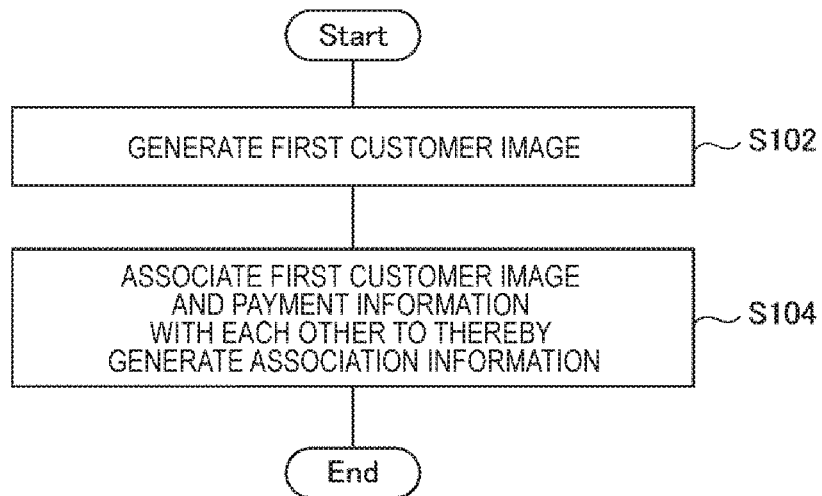 Start
GENERATE FIRST CUSTOMER IMAGE
S102
ASSOCIATE FIRST CUSTOMER IMAGE
AND PAYMENT INFORMATION
WITH EACH OTHER TO THEREBY
GENERATE ASSOCIATION INFORMATION
S104
End